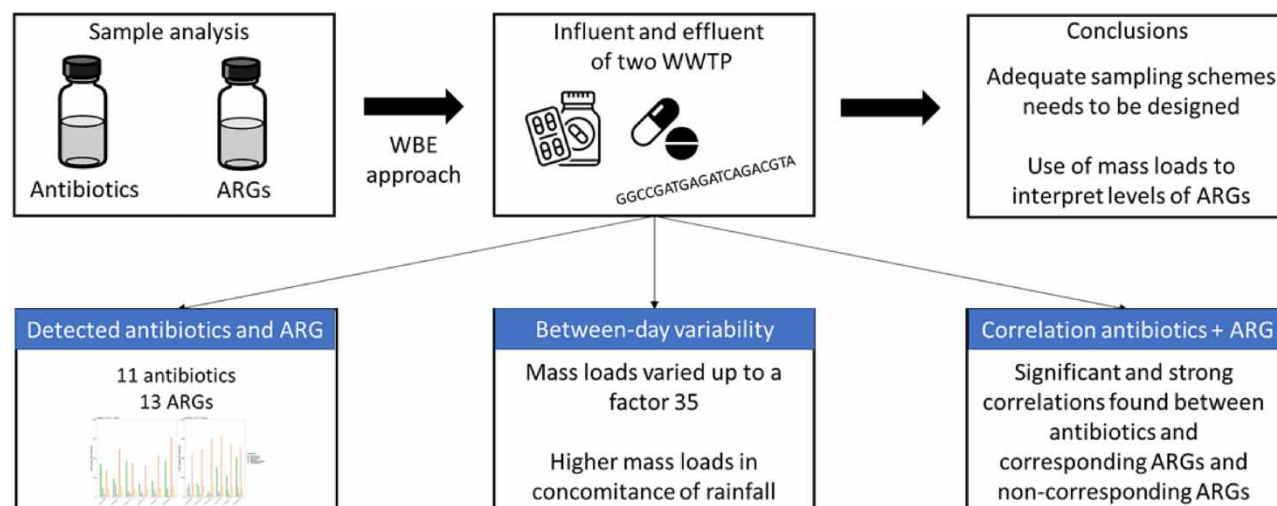 Sample analysis
Antibiotics
ARGs
WBE
approach
Influent and effluent
of two WWTP
GGCCGATGAGATCAGACGTA
Conclusions
Adequate sampling schemes
needs to be designed
Use of mass loads to
interpret levels of ARGs
Detected antibiotics and ARG
11 antibiotics
13 ARGs
Between-day variability
Mass loads varied up to a
factor 35
Higher mass loads in
concomitance of rainfall
Correlation antibiotics + ARG
Significant and strong
correlations found between
antibiotics and
corresponding ARGs and
non-corresponding ARGs